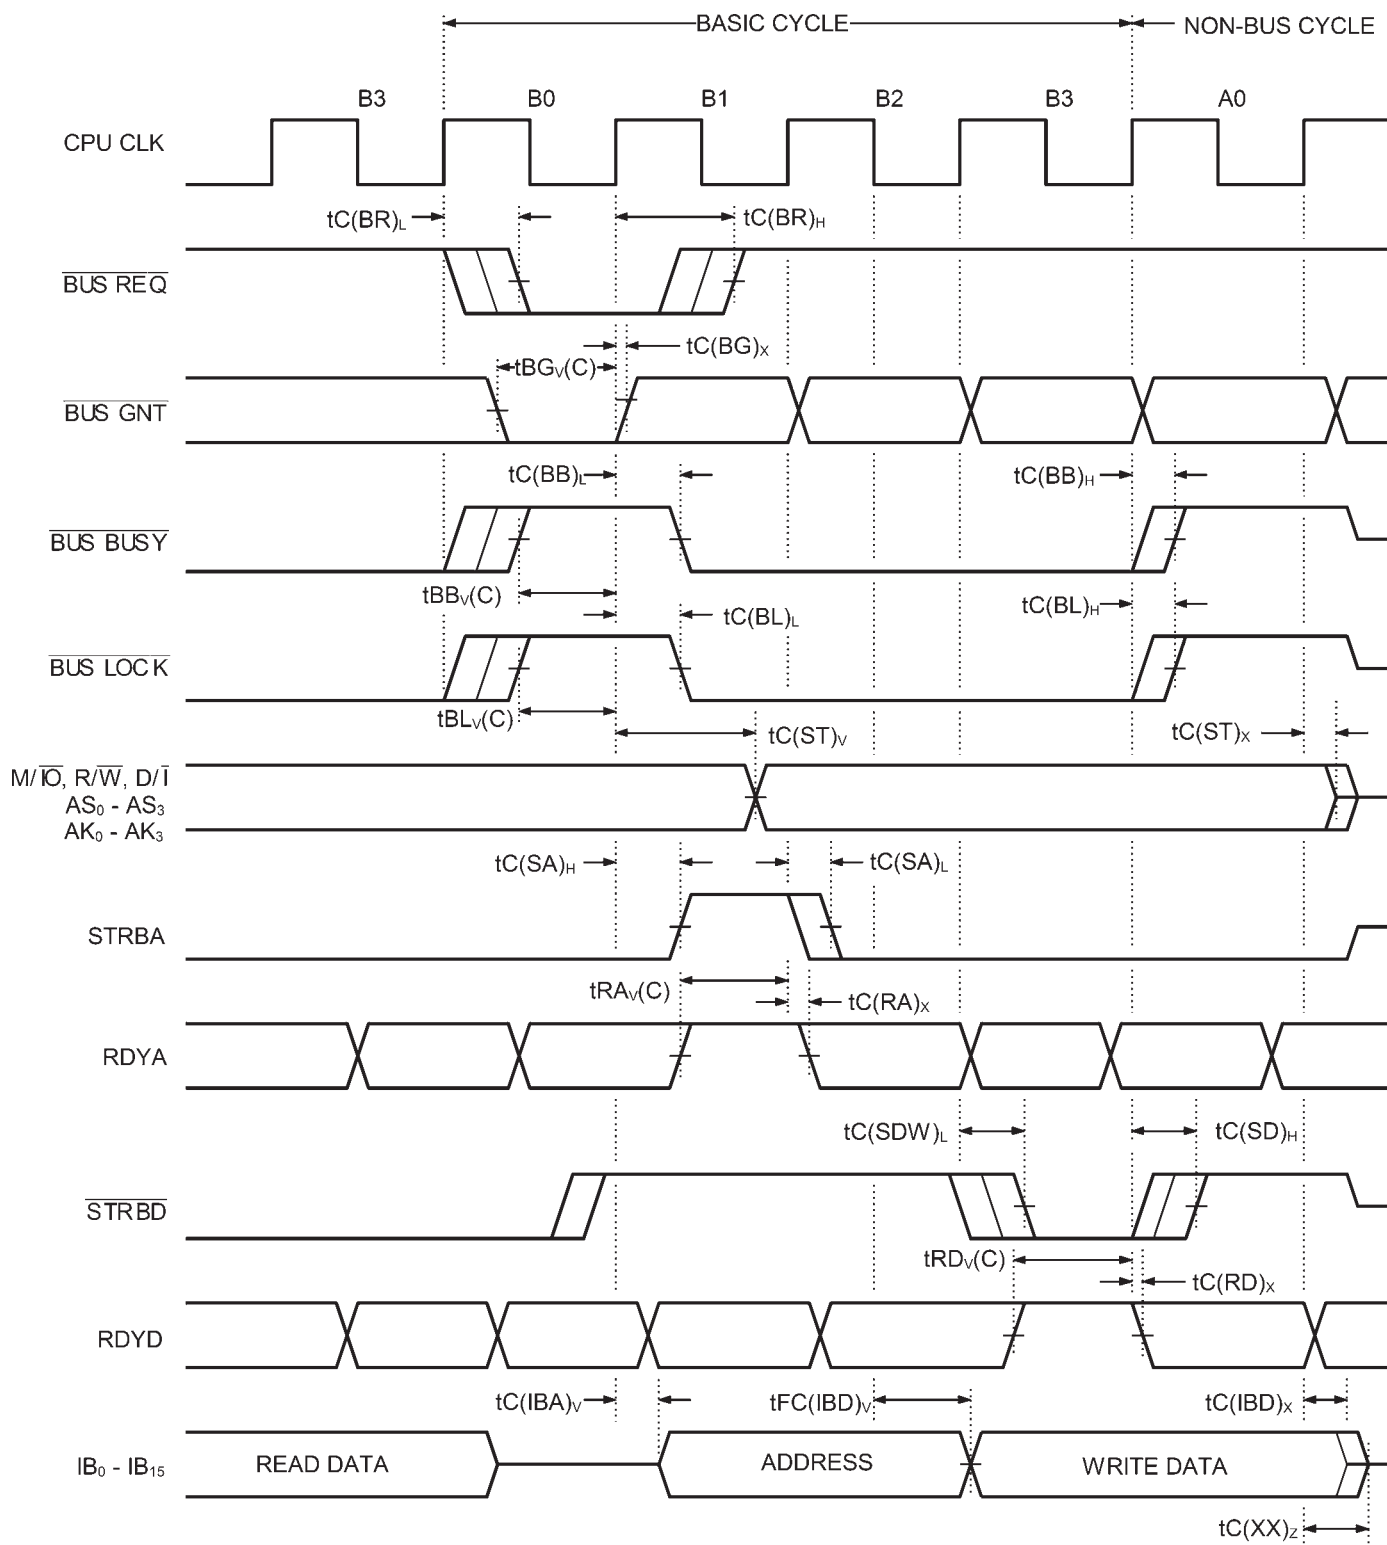 BASIC CYCLE NON-BUS CYCLE
B3 B0 B1 B2 B3 A0
CPU CLK
tC(BR)L tC(BR)H
BUS REQ
tC(BG)X
tBGV(C)
BUS GNT
tC(BB)L tC(BB)H
BUS BUSY
tBBV(C)
tC(BL)H
tC(BL)L
BUS LOCK
tBLV(C)
tC(ST)V tC(ST)X
M/IO, R/W, D/I
AS0 - AS3
AK0 - AK3
tC(SA)H tC(SA)L
STRBA
tRAV(C)
tC(RA)X
RDYA
tC(SDW)L tC(SD)H
STRBD
tRDV(C)
tC(RD)X
RDYD
tC(IBA)V tFC(IBD)V tC(IBD)X
IB0 - IB15 READ DATA ADDRESS WRITE DATA
tC(XX)Z